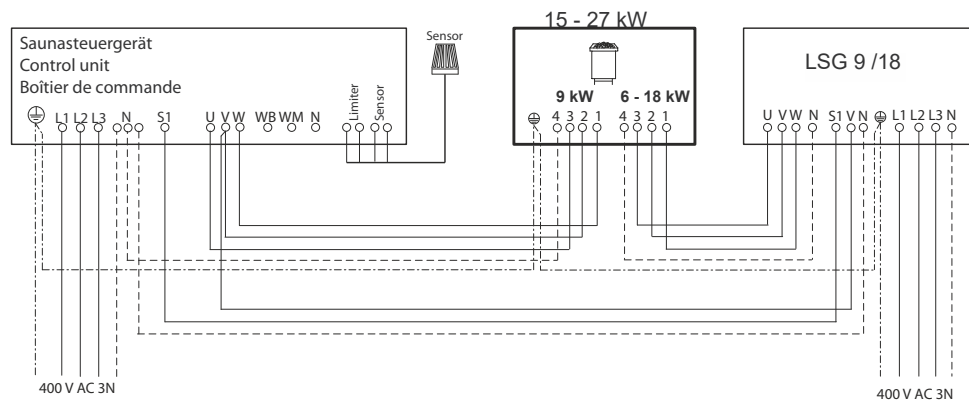 15 - 27 kW
Saunasteuergerät
Control unit
Boîtier de commande
Sensor
LSG 9 /18
Limiter
Sensor
9 kW 6 - 18 kW
L1 L2 L3 N S1 U V W WB WM N
4 3 2 1 4 3 2 1
U V W N S1 V N L1 L2 L3 N
400 V AC 3N
400 V AC 3N